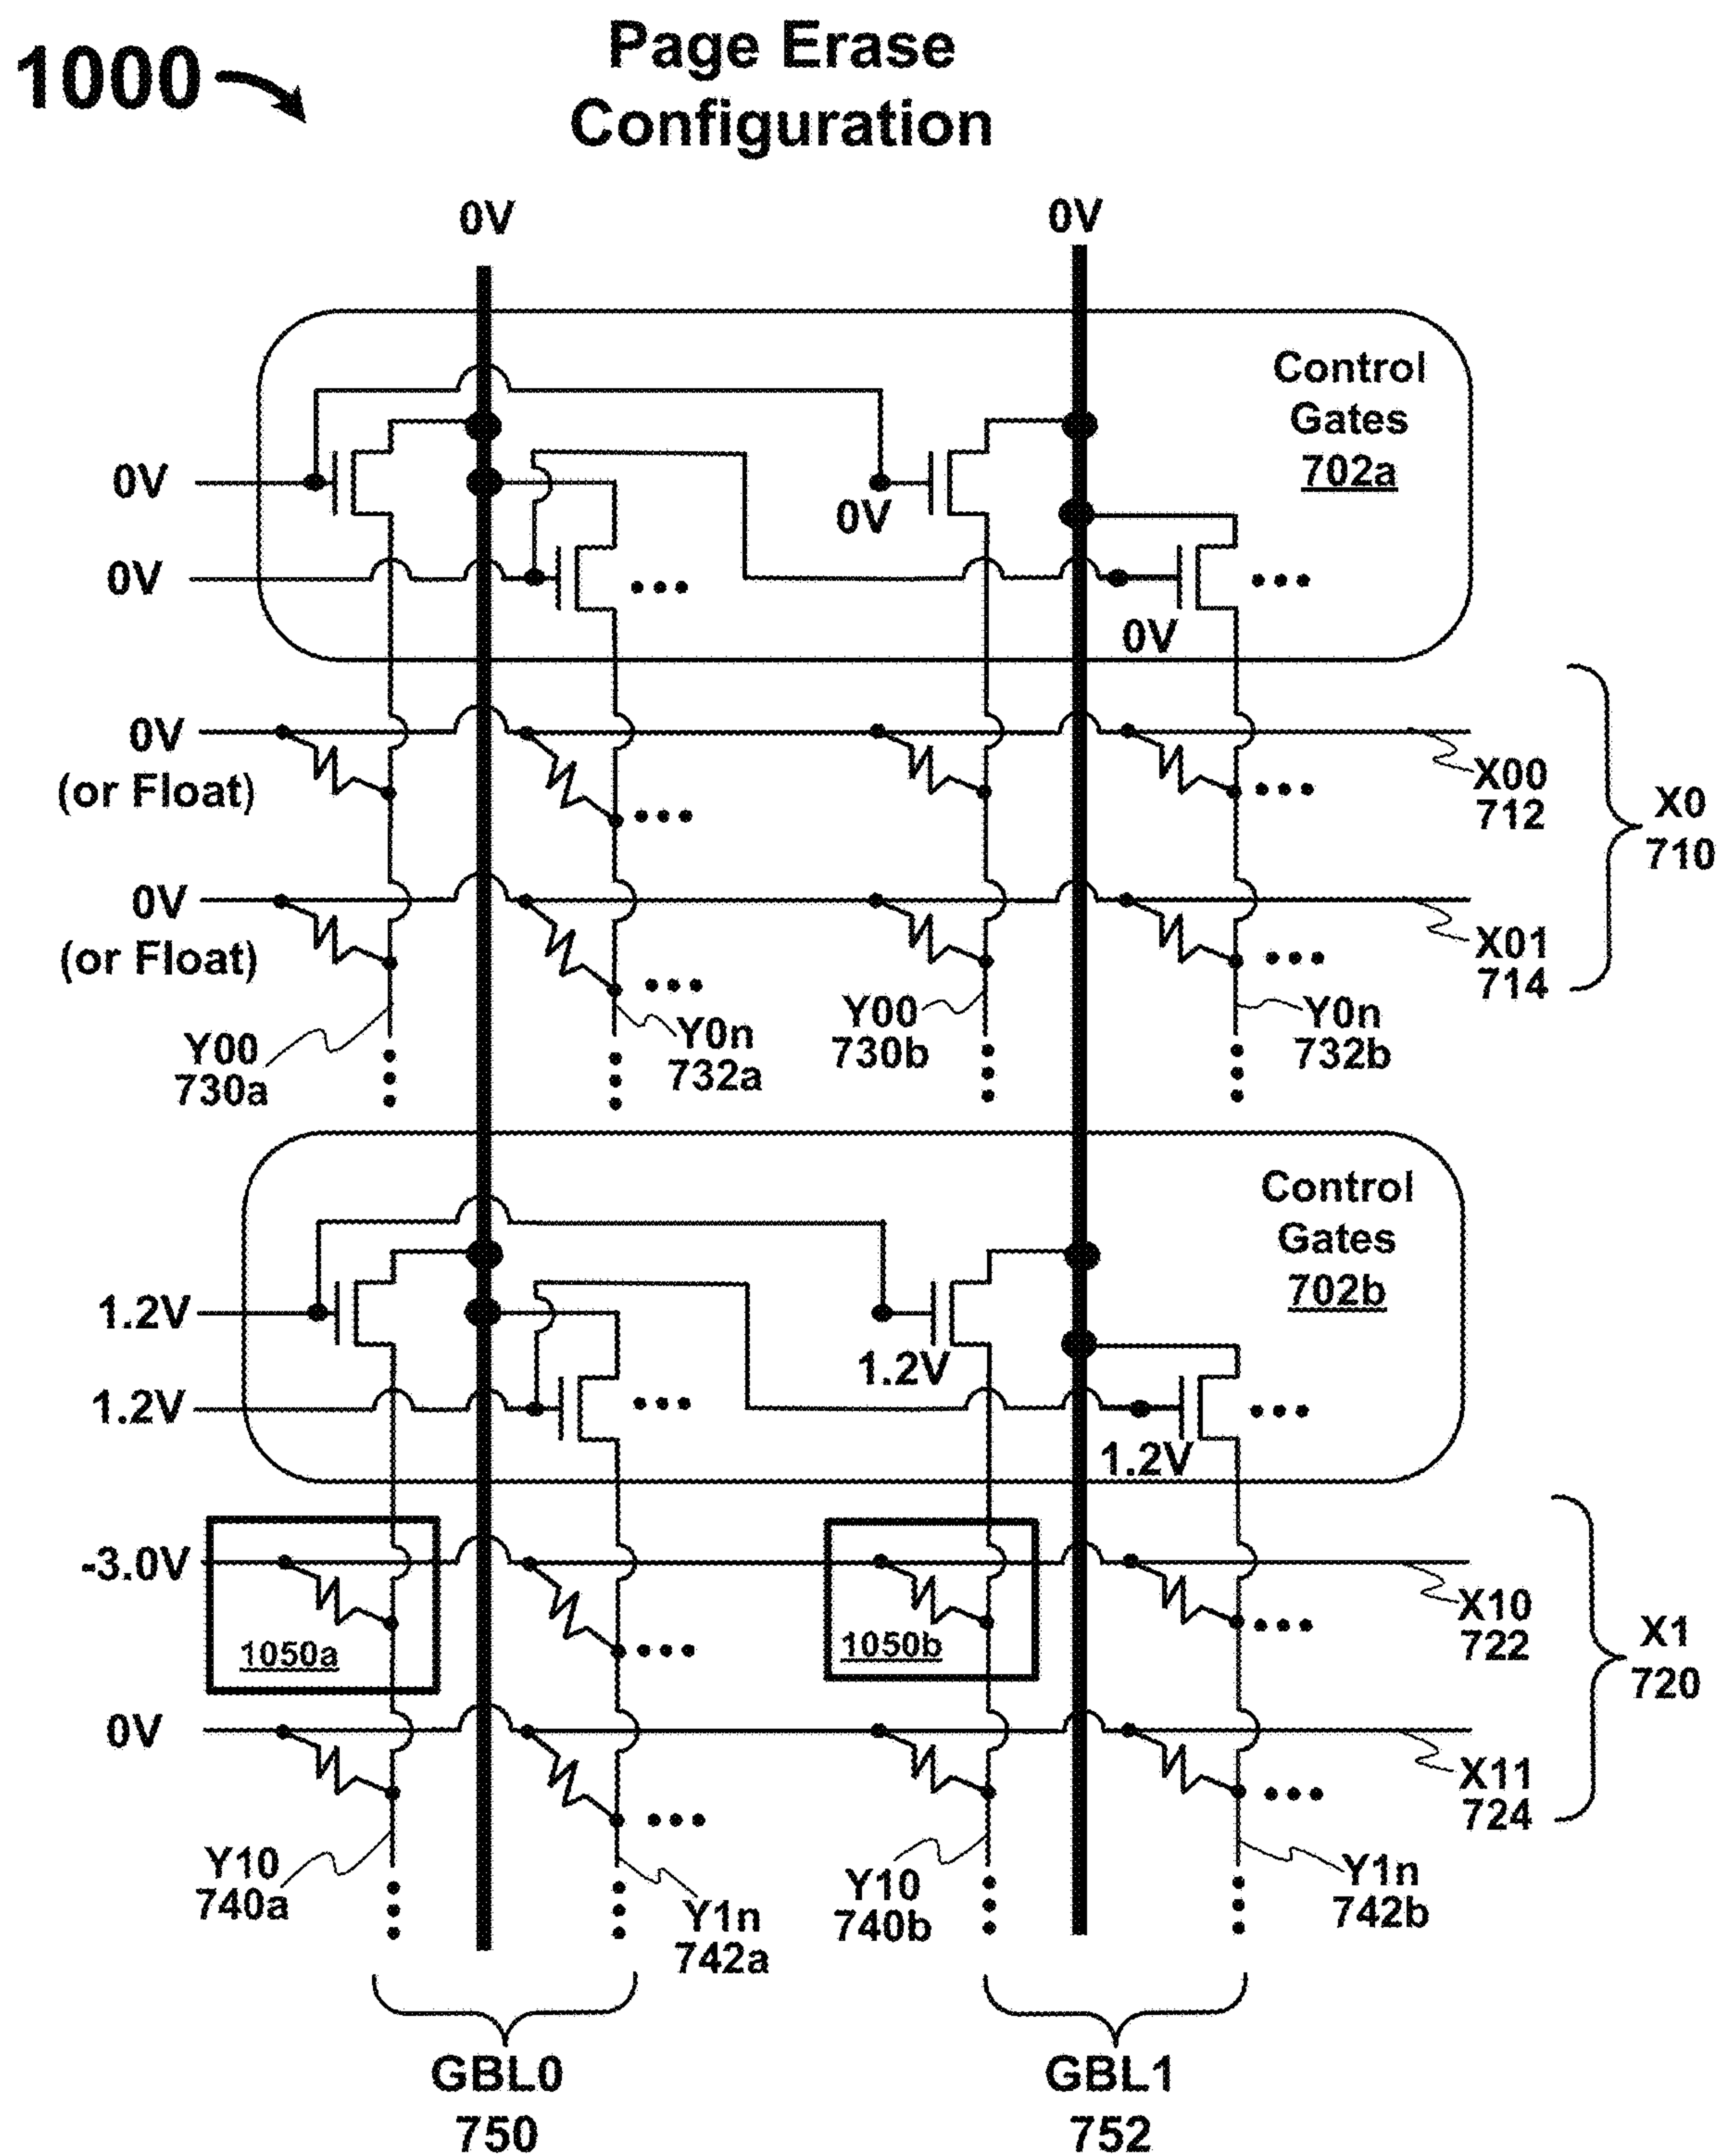 1000
Page Erase
Configuration
0V
0V
Control
Gates
702a
0V
0V
0V
0V
0V
(or Float)
X00
712
X0
710
0V
(or Float)
X01
714
Y00
730a
Y0n
732a
Y00
730b
Y0n
732b
Control
Gates
702b
1.2V
1.2V
1.2V
1.2V
-3.0V
1050a
1050b
X10
722
X1
720
0V
X11
724
Y10
740a
Y1n
742a
Y10
740b
Y1n
742b
GBL0
750
GBL1
752